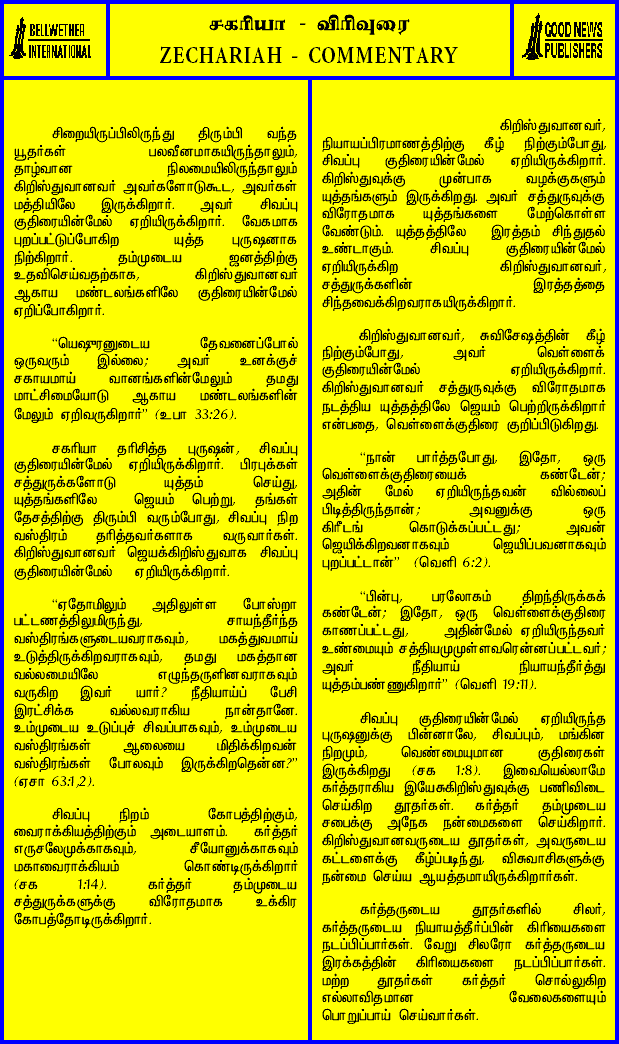 BELLWETHER
INTERNATIONAL
சகரியா - விரிவுரை
ZECHARIAH - COMMENTARY
GOOD NEWS
PUBLISHERS
சிறையிருப்பிலிருந்து திரும்பி வந்த
யூதர்கள் பலவீனமாகயிருந்தாலும்,
தாழ்வான நிலமையிலிருந்தாலும்
கிறிஸ்துவானவர் அவர்களோடுகூட, அவர்கள்
மத்தியிலே இருக்கிறார். அவர் சிவப்பு
குதிரையின்மேல் ஏறியிருக்கிறார். வேகமாக
புறப்பட்டுப்போகிற யுத்த புருஷனாக
நிற்கிறார். தம்முடைய ஜனத்திற்கு
உதவிசெய்வதற்காக, கிறிஸ்துவானவர்
ஆகாய மண்டலங்களிலே குதிரையின்மேல்
ஏறிப்போகிறார்.
“யெஷுரனுடைய தேவனைப்போல்
ஒருவரும் இல்லை; அவர் உனக்குச்
சகாயமாய் வானங்களின்மேலும் தமது
மாட்சிமையோடு ஆகாய மண்டலங்களின்
மேலும் ஏறிவருகிறார்” (உபா 33:26).
சகரியா தரிசித்த புருஷன், சிவப்பு
குதிரையின்மேல் ஏறியிருக்கிறார். பிரபுக்கள்
சத்துருக்களோடு யுத்தம் செய்து,
யுத்தங்களிலே ஜெயம் பெற்று, தங்கள்
தேசத்திற்கு திரும்பி வரும்போது, சிவப்பு நிற
வஸ்திரம் தரித்தவர்களாக வருவார்கள்.
கிறிஸ்துவானவர் ஜெயக்கிறிஸ்துவாக சிவப்பு
குதிரையின்மேல் ஏறியிருக்கிறார்.
“ஏதோமிலும் அதிலுள்ள போஸ்றா
பட்டணத்திலுமிருந்து, சாயந்தீர்ந்த
வஸ்திரங்களுடையவராகவும், மகத்துவமாய்
உடுத்திருக்கிறவராகவும், தமது மகத்தான
வல்லமையிலே எழுந்தருளினவராகவும்
வருகிற இவர் யார்? நீதியாய்ப் பேசி
இரட்சிக்க வல்லவராகிய நான்தானே.
உம்முடைய உடுப்புச் சிவப்பாகவும், உம்முடைய
வஸ்திரங்கள் ஆலையை மிதிக்கிறவன்
வஸ்திரங்கள் போலவும் இருக்கிறதென்ன?”
(ஏசா 63:1,2).
சிவப்பு நிறம் கோபத்திற்கும்,
வைராக்கியத்திற்கும் அடையாளம். கர்த்தர்
எருசலேமுக்காகவும், சீயோனுக்காகவும்
மகாவைராக்கியம் கொண்டிருக்கிறார்
(சக 1:14). கர்த்தர் தம்முடைய
சத்துருக்களுக்கு விரோதமாக உக்கிர
கோபத்தோடிருக்கிறார்.
கிறிஸ்துவானவர்,
நியாயப்பிரமாணத்திற்கு கீழ் நிற்கும்போது,
சிவப்பு குதிரையின்மேல் ஏறியிருக்கிறார்.
கிறிஸ்துவுக்கு முன்பாக வழக்குகளும்
யுத்தங்களும் இருக்கிறது. அவர் சத்துருவுக்கு
விரோதமாக யுத்தங்களை மேற்கொள்ள
வேண்டும். யுத்தத்திலே இரத்தம் சிந்துதல்
உண்டாகும். சிவப்பு குதிரையின்மேல்
ஏறியிருக்கிற கிறிஸ்துவானவர்,
சத்துருக்களின் இரத்தத்தை
சிந்தவைக்கிறவராகயிருக்கிறார்.
கிறிஸ்துவானவர், சுவிசேஷத்தின் கீழ்
நிற்கும்போது, அவர் வெள்ளைக்
குதிரையின்மேல் ஏறியிருக்கிறார்.
கிறிஸ்துவானவர் சத்துருவுக்கு விரோதமாக
நடத்திய யுத்தத்திலே ஜெயம் பெற்றிருக்கிறார்
என்பதை, வெள்ளைக்குதிரை குறிப்பிடுகிறது.
“நான் பார்த்தபோது, இதோ, ஒரு
வெள்ளைக்குதிரையைக் கண்டேன்;
அதின் மேல் ஏறியிருந்தவன் வில்லைப்
பிடித்திருந்தான்; அவனுக்கு ஒரு
கிரீடங் கொடுக்கப்பட்டது; அவன்
ஜெயிக்கிறவனாகவும் ஜெயிப்பவனாகவும்
புறப்பட்டான்” (வெளி 6:2).
“பின்பு, பரலோகம் திறந்திருக்கக்
கண்டேன்; இதோ, ஒரு வெள்ளைக்குதிரை
காணப்பட்டது, அதின்மேல் ஏறியிருந்தவர்
உண்மையும் சத்தியமுமுள்ளவரென்னப்பட்டவர்;
அவர் நீதியாய் நியாயந்தீர்த்து
யுத்தம்பண்ணுகிறார்” (வெளி 19:11).
சிவப்பு குதிரையின்மேல் ஏறியிருந்த
புருஷனுக்கு பின்னாலே, சிவப்பும், மங்கின
நிறமும், வெண்மையுமான குதிரைகள்
இருக்கிறது (சக 1:8). இவையெல்லாமே
கர்த்தராகிய இயேசுகிறிஸ்துவுக்கு பணிவிடை
செய்கிற தூதர்கள். கர்த்தர் தம்முடைய
சபைக்கு அநேக நன்மைகளை செய்கிறார்.
கிறிஸ்துவானவருடைய தூதர்கள், அவருடைய
கட்டளைக்கு கீழ்ப்படிந்து, விசுவாசிகளுக்கு
நன்மை செய்ய ஆயத்தமாயிருக்கிறார்கள்.
கர்த்தருடைய தூதர்களில் சிலர்,
கர்த்தருடைய நியாயத்தீர்ப்பின் கிரியைகளை
நடப்பிப்பார்கள். வேறு சிலரோ கர்த்தருடைய
இரக்கத்தின் கிரியைகளை நடப்பிப்பார்கள்.
மற்ற தூதர்கள் கர்த்தர் சொல்லுகிற
எல்லாவிதமான வேலைகளையும்
பொறுப்பாய் செய்வார்கள்.